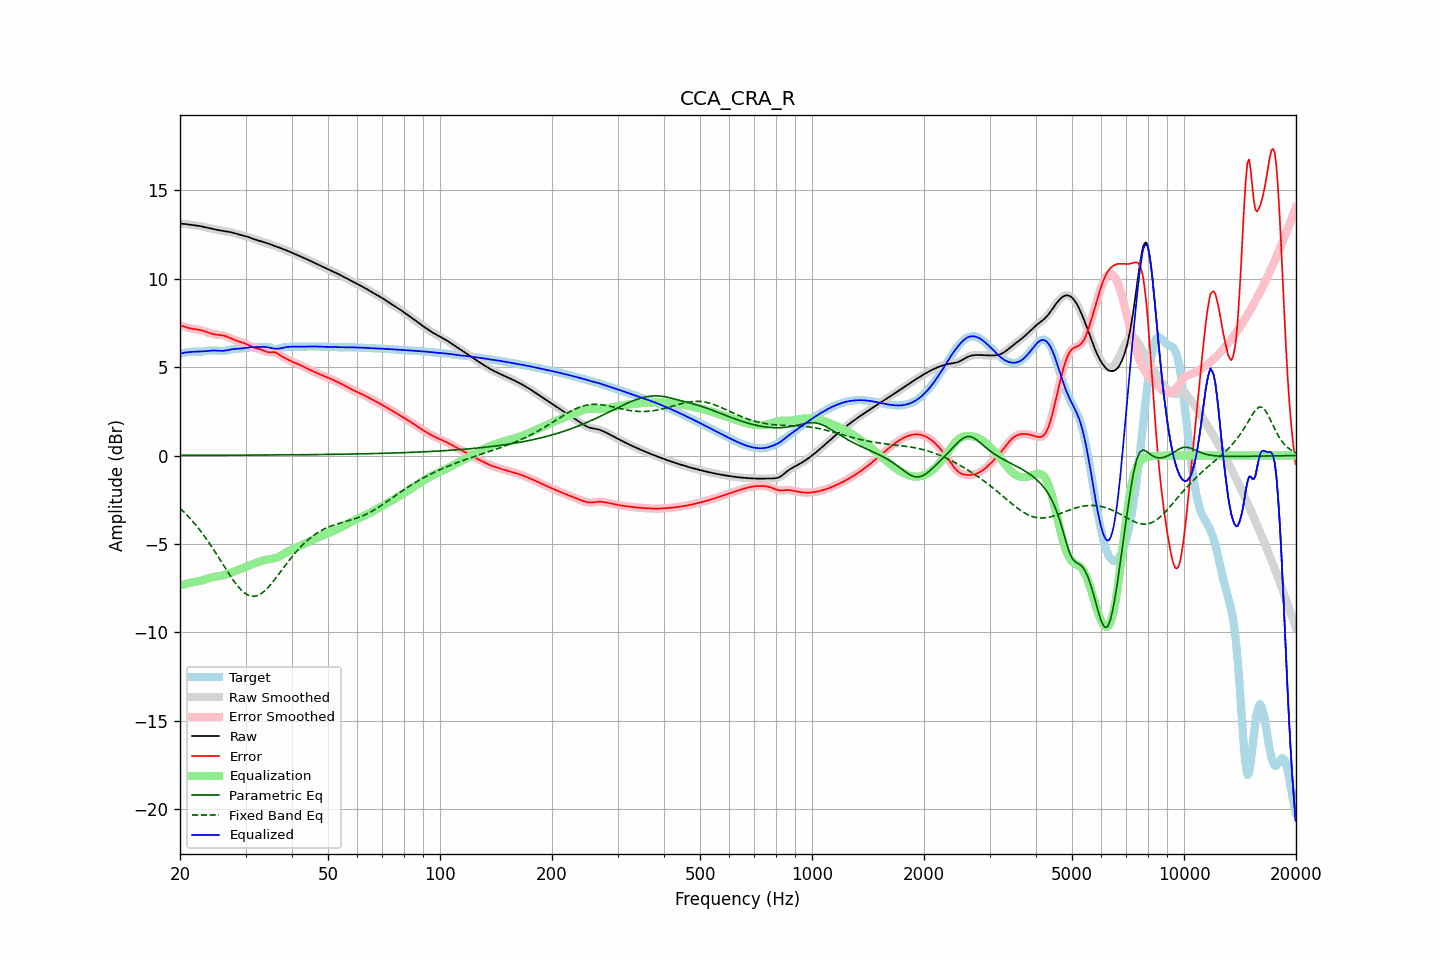 CCA_CRA_R
Amplitude (dBr)
15
10
5
0
−5
−10
−15
−20
Target
Raw Smoothed
Error Smoothed
Raw
Error
Equalization
Parametric Eq
Fixed Band Eq
Equalized
20 50 100 200 500 1000 2000 5000 10000 20000
Frequency (Hz)